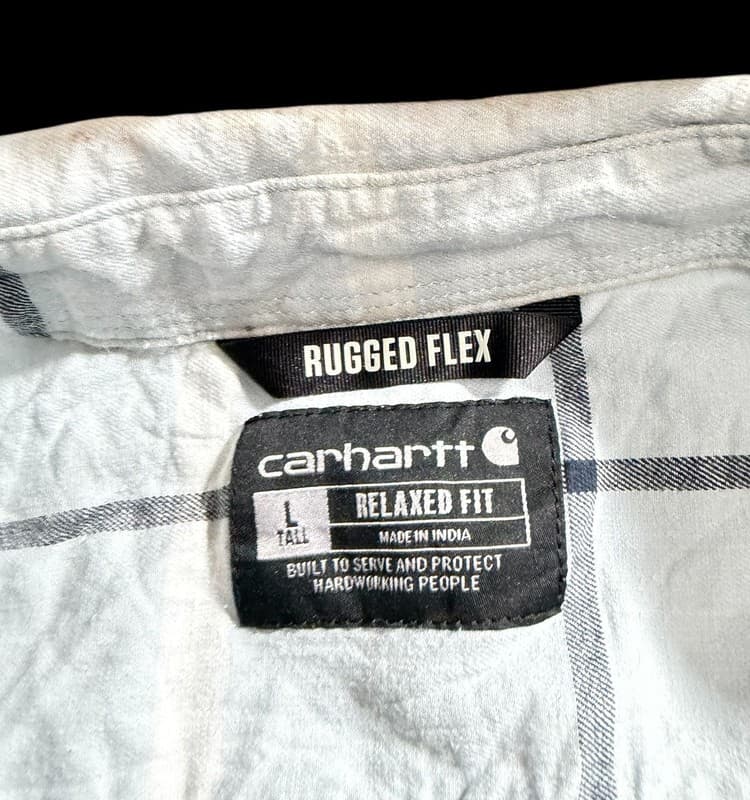 RUGGED FLEX
carhartt
L
TALL
RELAXED FIT
MADE IN INDIA
BUILT TO SERVE AND PROTECT
HARDWORKING PEOPLE